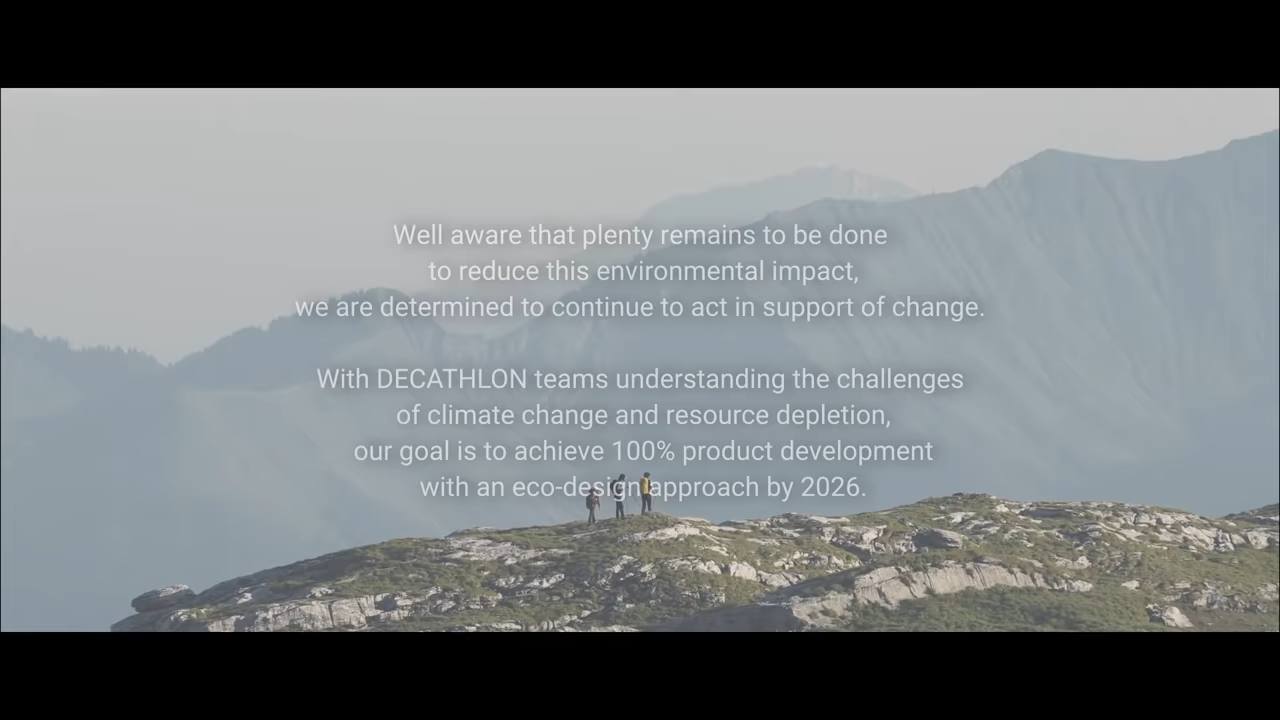 Well aware that plenty remains to be done
to reduce this environmental impact,
we are determined to continue to act in support of change.
With DECATHLON teams understanding the challenges
of climate change and resource depletion,
our goal is to achieve 100% product development
with an eco-design approach by 2026.